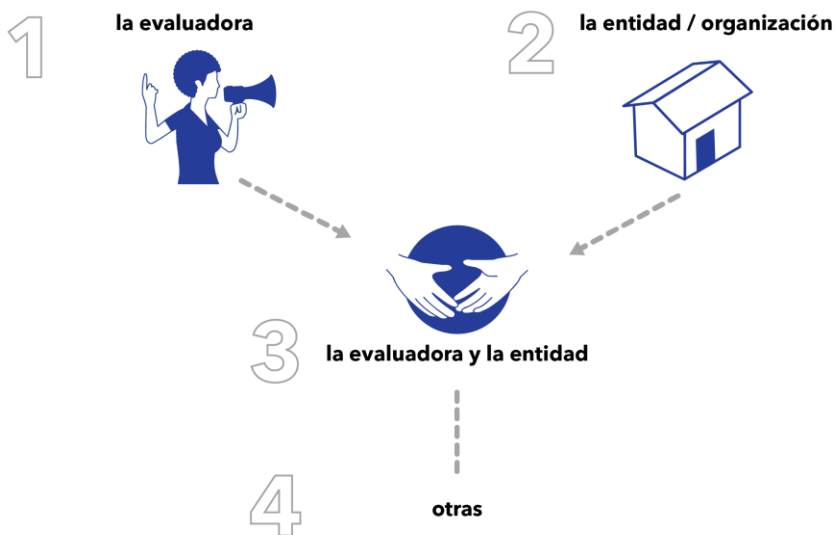 1
la evaluadora
2
la entidad / organización
3
la evaluadora y la entidad
4
otras